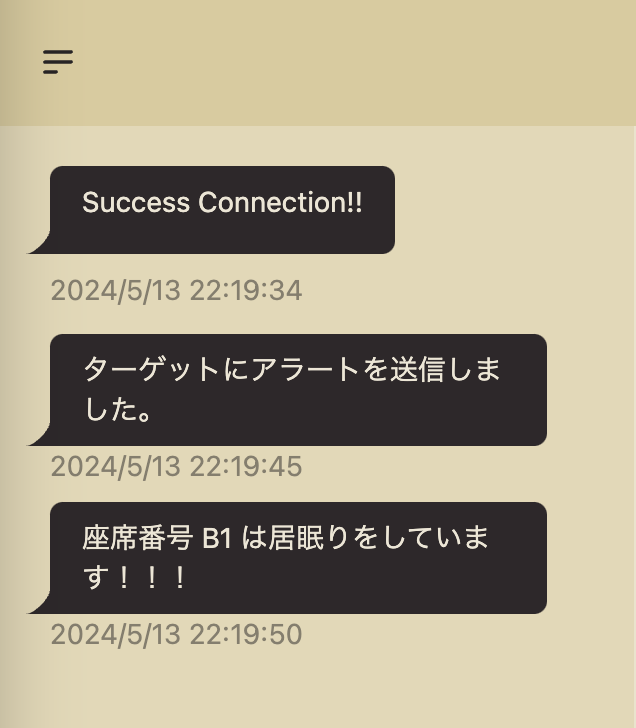 Success Connection!!
2024/5/13 22:19:34
ターゲットにアラートを送信しま
した。
2024/5/13 22:19:45
座席番号 B1 は居眠りをしていま
す！！！
2024/5/13 22:19:50